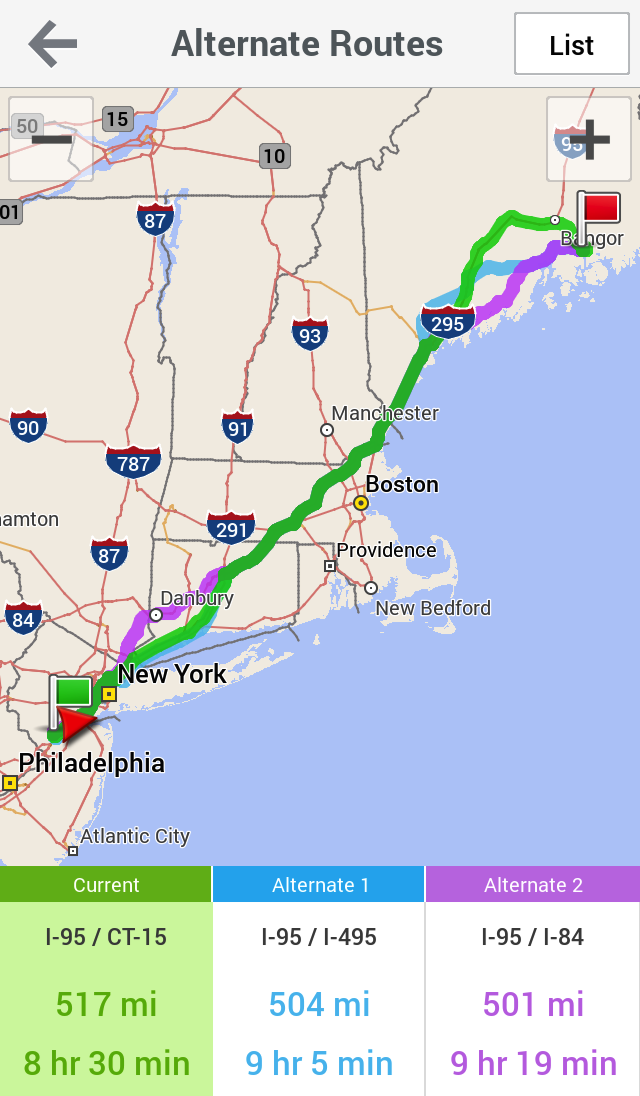 Alternate Routes
List
50
15
10
95
01
87
Bangor
295
93
90
91
Manchester
787
Boston
amton
291
Providence
87
Danbury
New Bedford
84
New York
Philadelphia
Atlantic City
Current
Alternate 1
Alternate 2
I-95 / CT-15
I-95 / I-495
I-95 / I-84
517 mi
504 mi
501 mi
8 hr 30 min
9 hr 5 min
9 hr 19 min